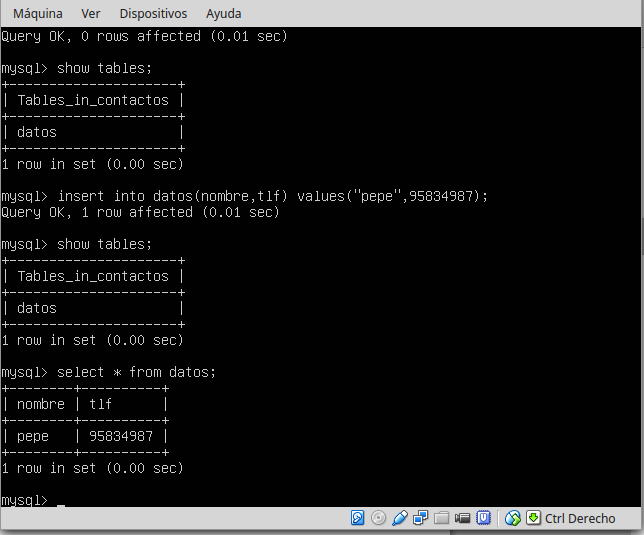 Máquina Ver Dispositivos Ayuda
Query OK, 0 rows affected (0.01 sec)
mysql> show tables;
+---------------------+
| Tables_in_contactos |
+---------------------+
| datos               |
+---------------------+
1 row in set (0.00 sec)
mysql> insert into datos(nombre,tlf) values("pepe",95834987);
Query OK, 1 row affected (0.01 sec)
mysql> show tables;
+---------------------+
| Tables_in_contactos |
+---------------------+
| datos               |
+---------------------+
1 row in set (0.00 sec)
mysql> select * from datos;
+--------+----------+
| nombre | tlf      |
+--------+----------+
| pepe   | 95834987 |
+--------+----------+
1 row in set (0.00 sec)
mysql> _
Ctrl Derecho